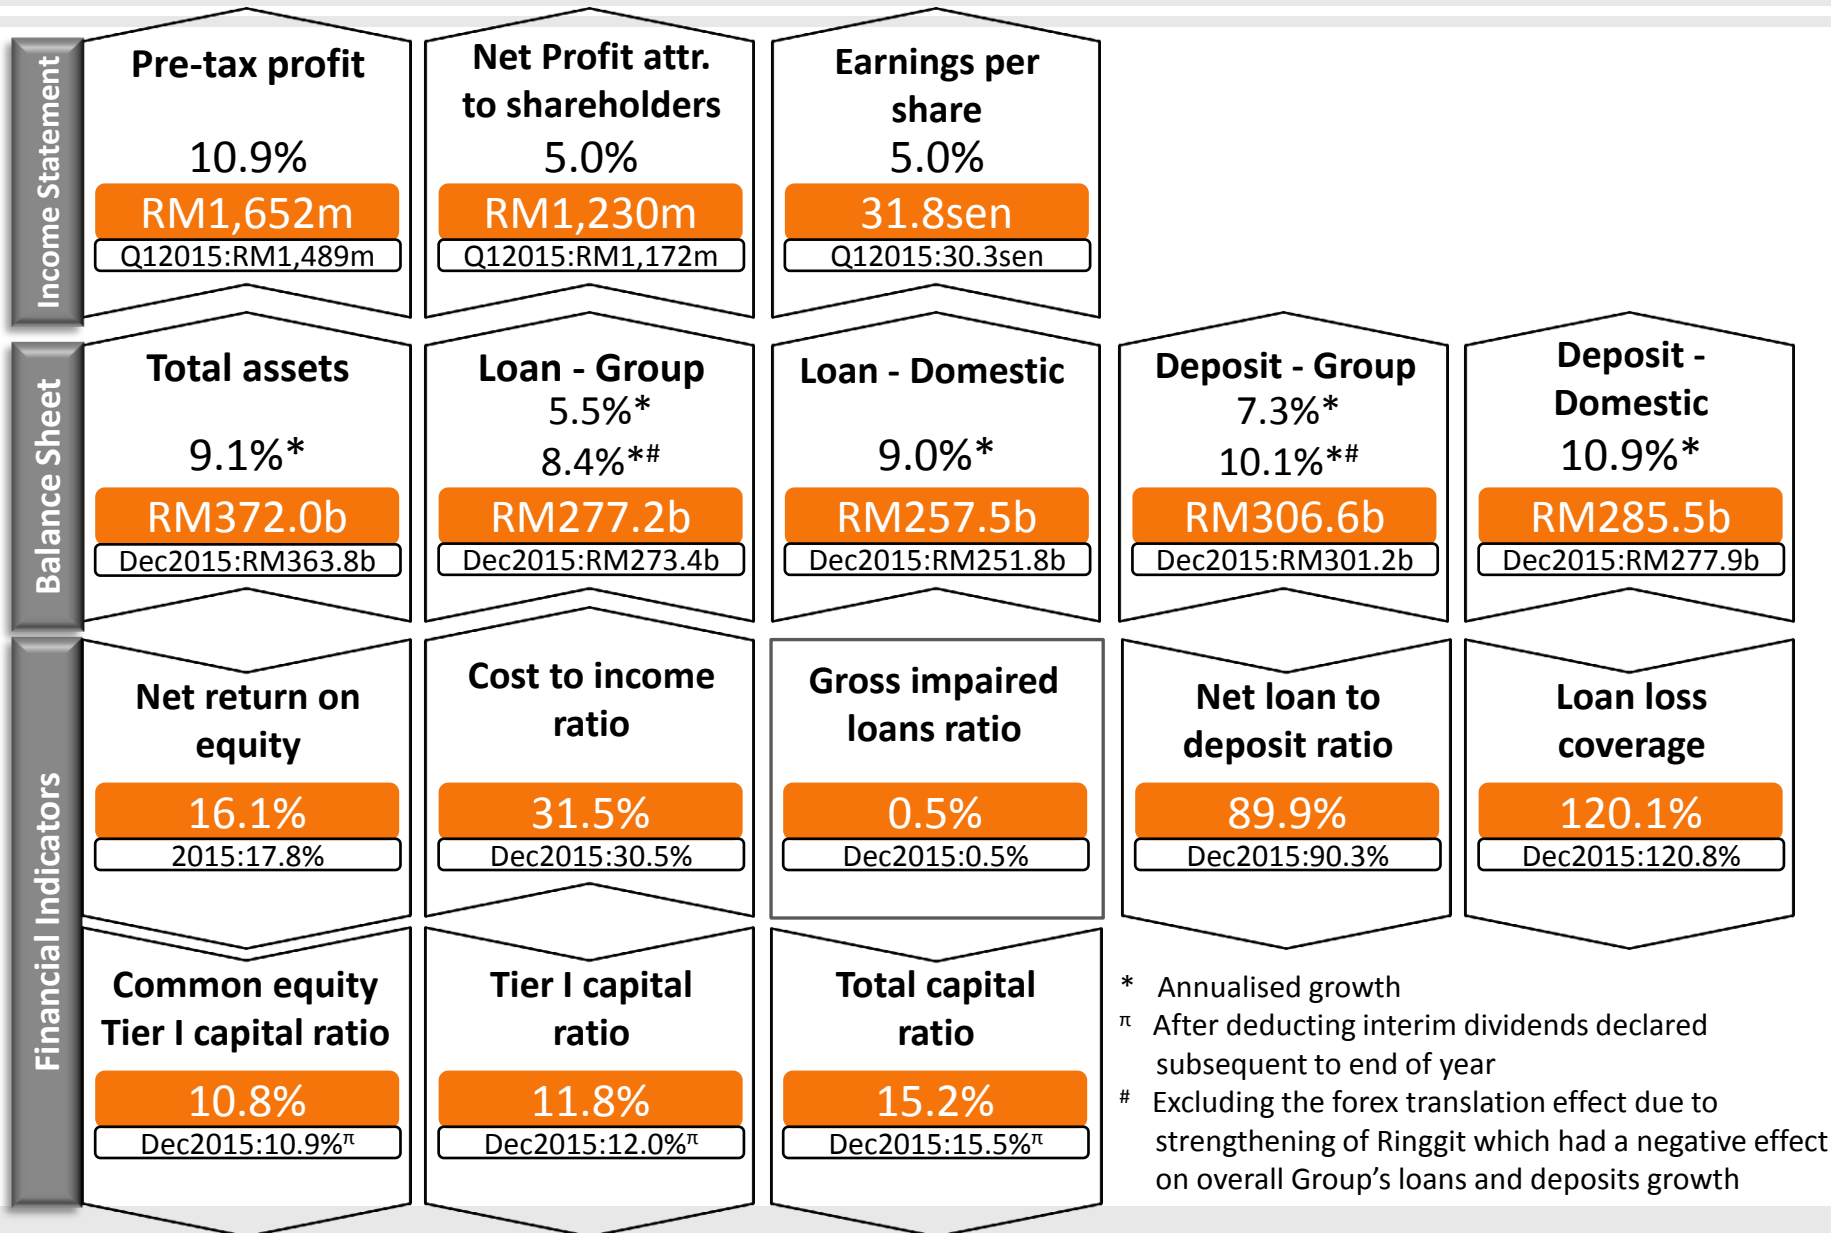 Income Statement
Pre-tax profit
10.9%
RM1,652m
Q12015:RM1,489m
Net Profit attr.
to shareholders
5.0%
RM1,230m
Q12015:RM1,172m
Earnings per
share
5.0%
31.8sen
Q12015:30.3sen
Balance Sheet
Total assets
9.1%*
RM372.0b
Dec2015:RM363.8b
Loan - Group
5.5%*
8.4%*#
RM277.2b
Dec2015:RM273.4b
Loan - Domestic
9.0%*
RM257.5b
Dec2015:RM251.8b
Deposit - Group
7.3%*
10.1%*#
RM306.6b
Dec2015:RM301.2b
Deposit -
Domestic
10.9%*
RM285.5b
Dec2015:RM277.9b
Financial Indicators
Net return on
equity
16.1%
2015:17.8%
Cost to income
ratio
31.5%
Dec2015:30.5%
Gross impaired
loans ratio
0.5%
Dec2015:0.5%
Net loan to
deposit ratio
89.9%
Dec2015:90.3%
Loan loss
coverage
120.1%
Dec2015:120.8%
Common equity
Tier I capital ratio
10.8%
Dec2015:10.9%π
Tier I capital
ratio
11.8%
Dec2015:12.0%π
Total capital
ratio
15.2%
Dec2015:15.5%π
* Annualised growth
π After deducting interim dividends declared
subsequent to end of year
# Excluding the forex translation effect due to
strengthening of Ringgit which had a negative effect
on overall Group’s loans and deposits growth